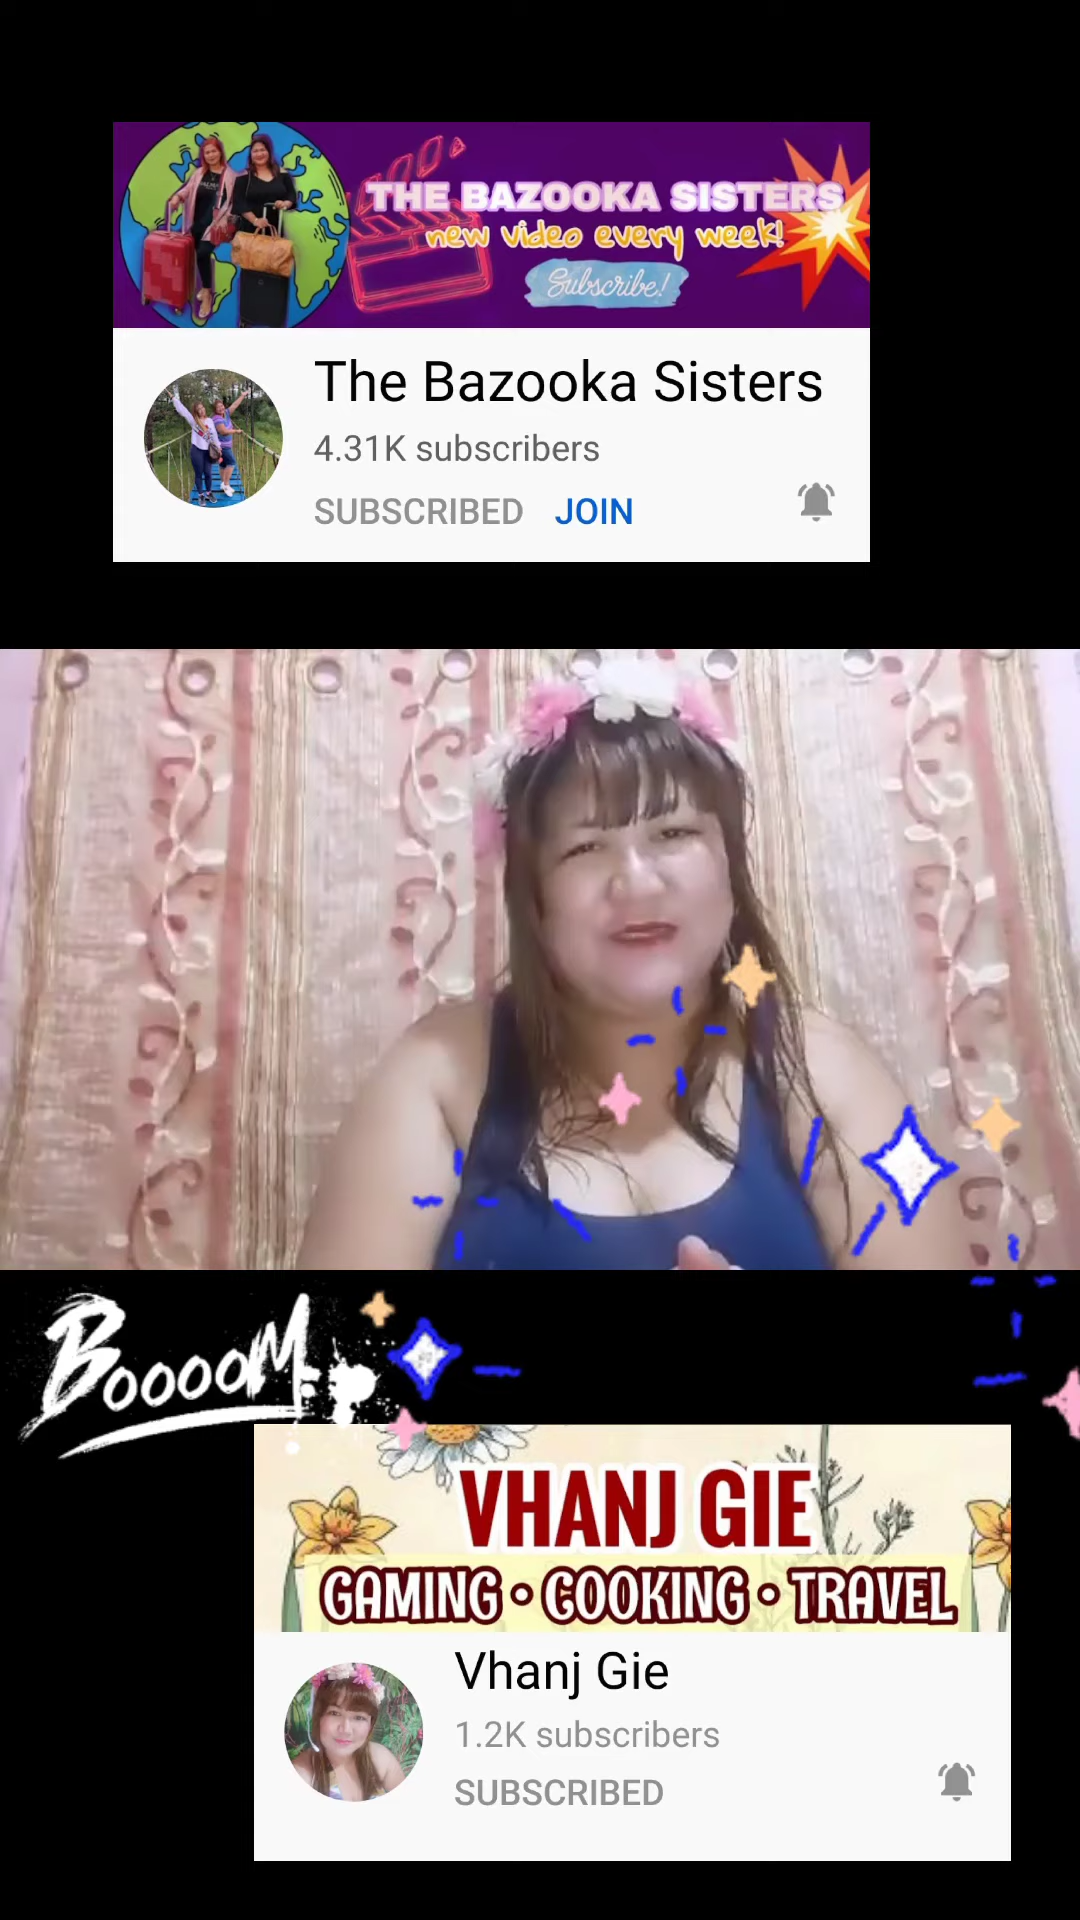 THE BAZOOKA SISTERS
new video every week!
Subscribe!
The Bazooka Sisters
4.31K subscribers
SUBSCRIBED JOIN
BooooM
VHANJ GIE
GAMING • COOKING • TRAVEL
Vhanj Gie
1.2K subscribers
SUBSCRIBED